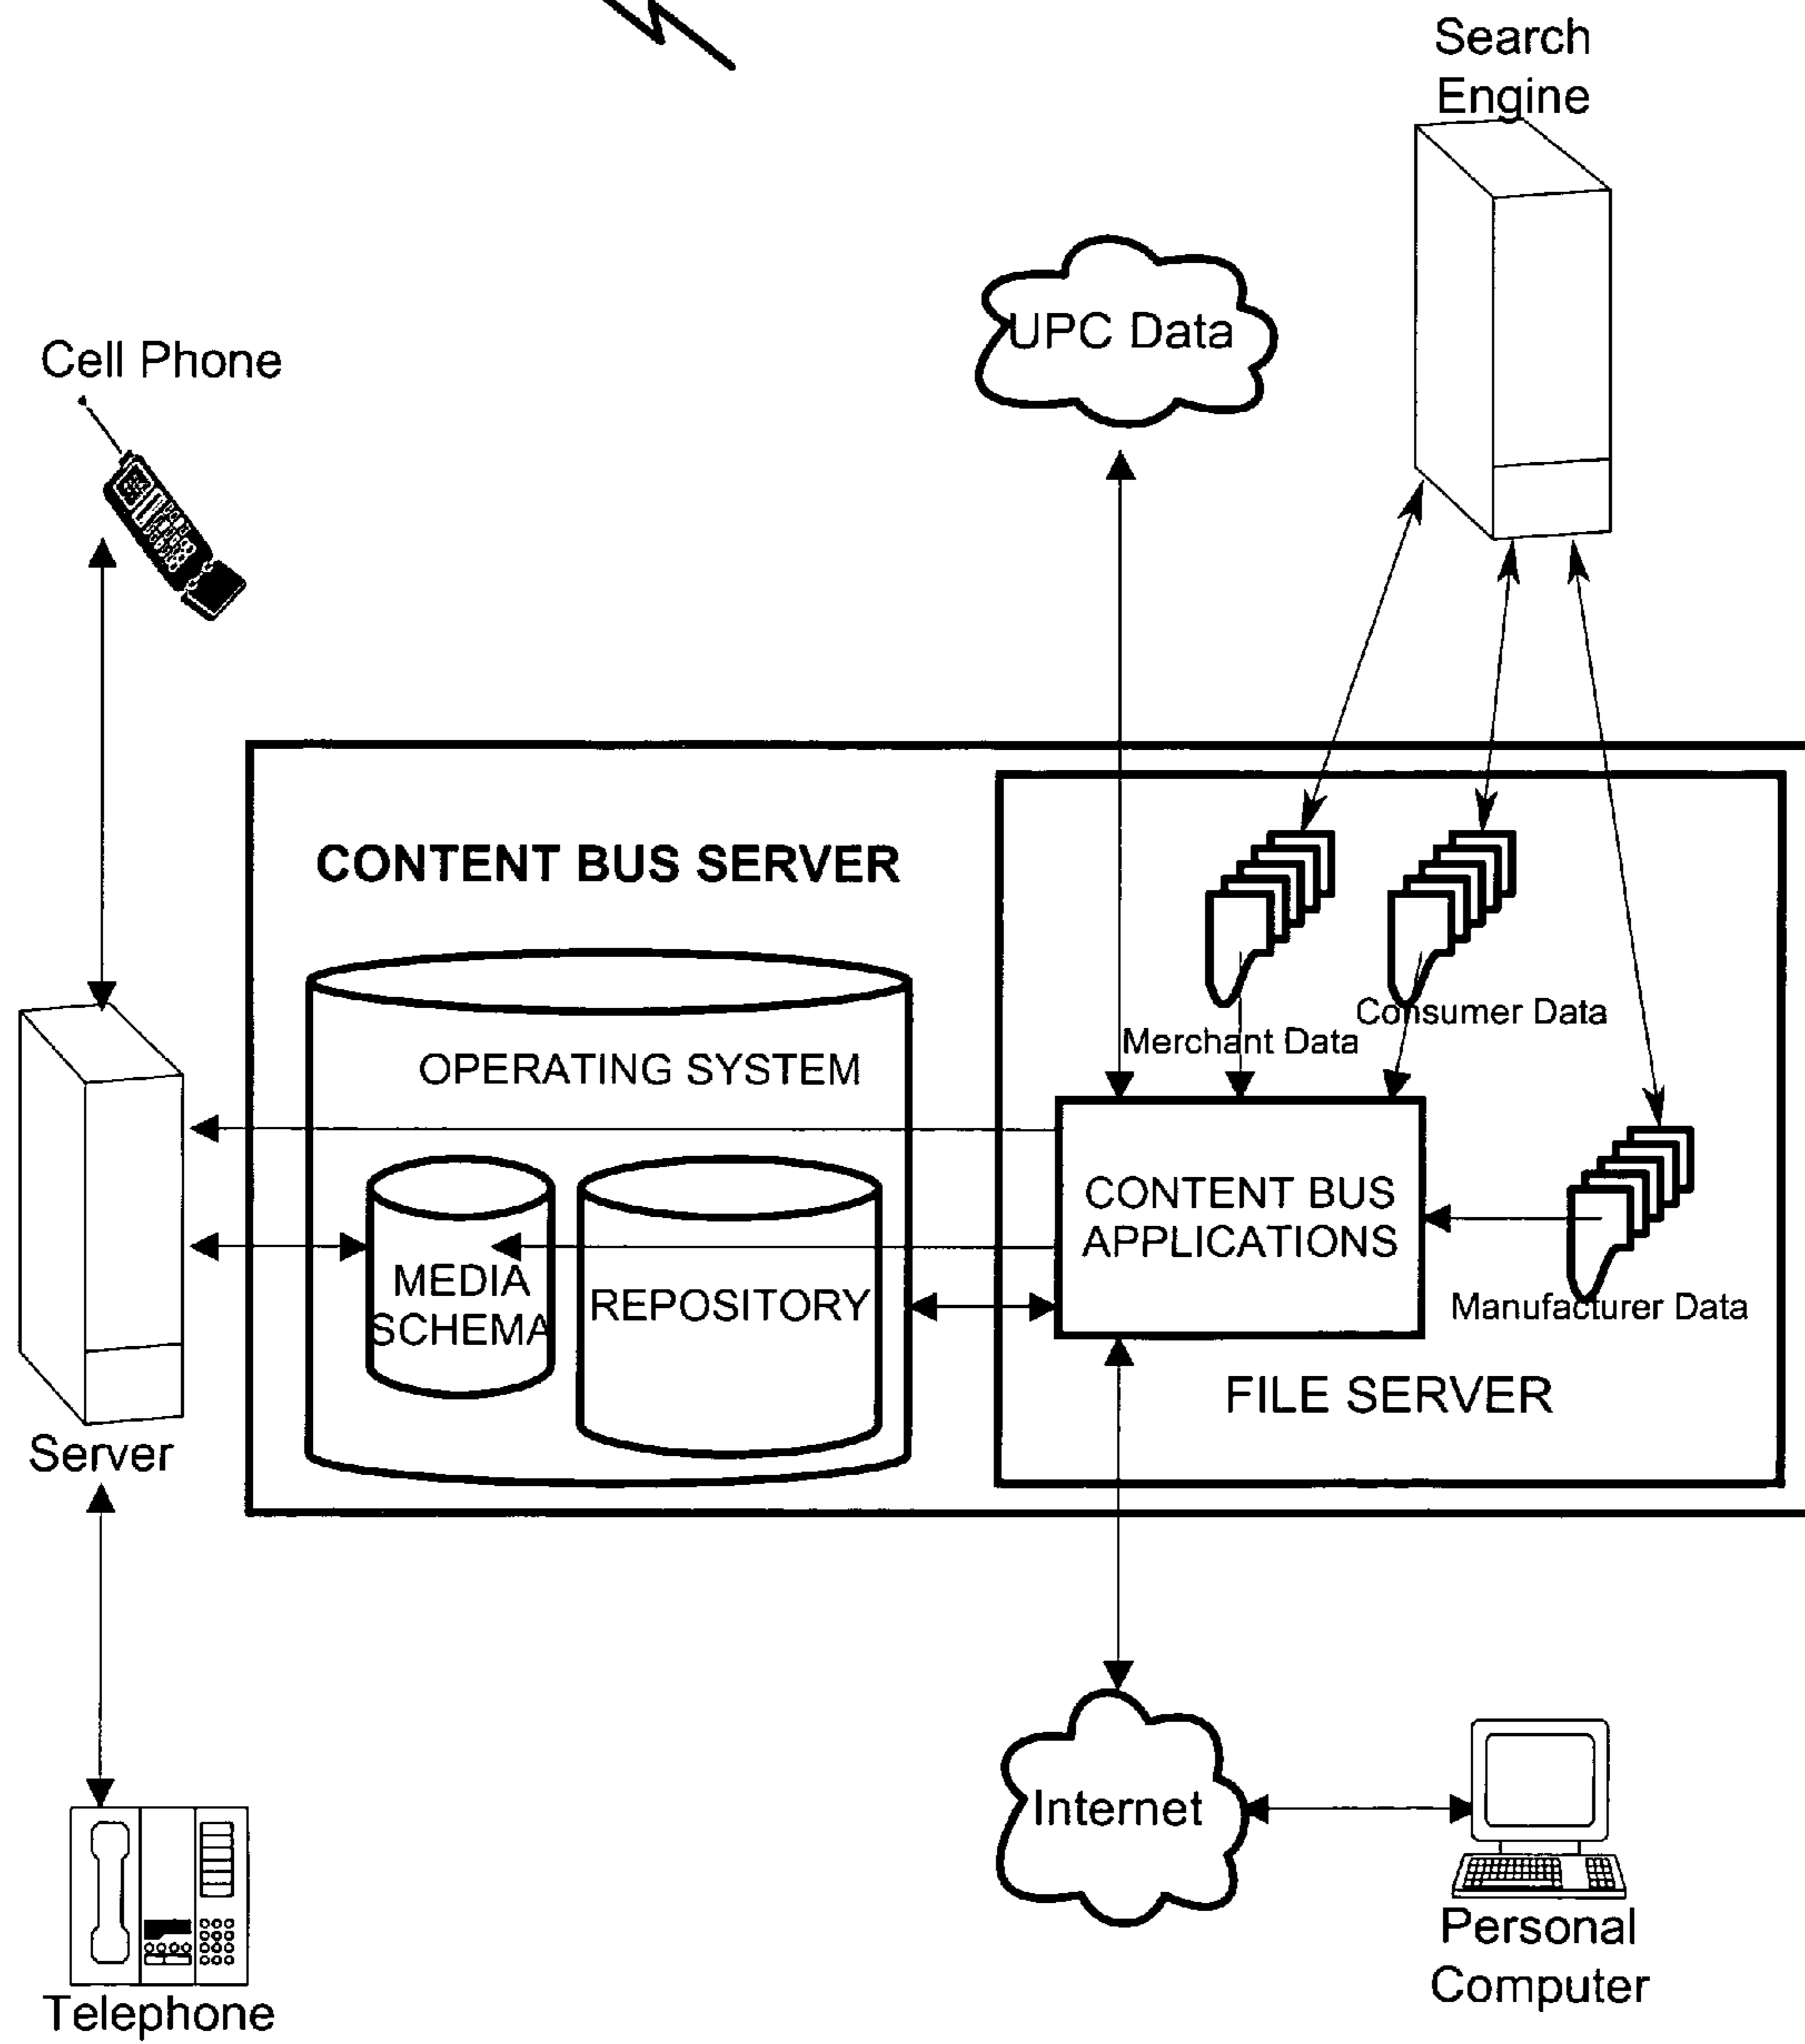 Search
Engine
UPC Data
Cell Phone
CONTENT BUS SERVER
Consumer Data
Merchant Data
OPERATING SYSTEM
CONTENT BUS
APPLICATIONS
MEDIA
SCHEMA
REPOSITORY
Manufacturer Data
FILE SERVER
Server
Internet
Personal
Computer
Telephone